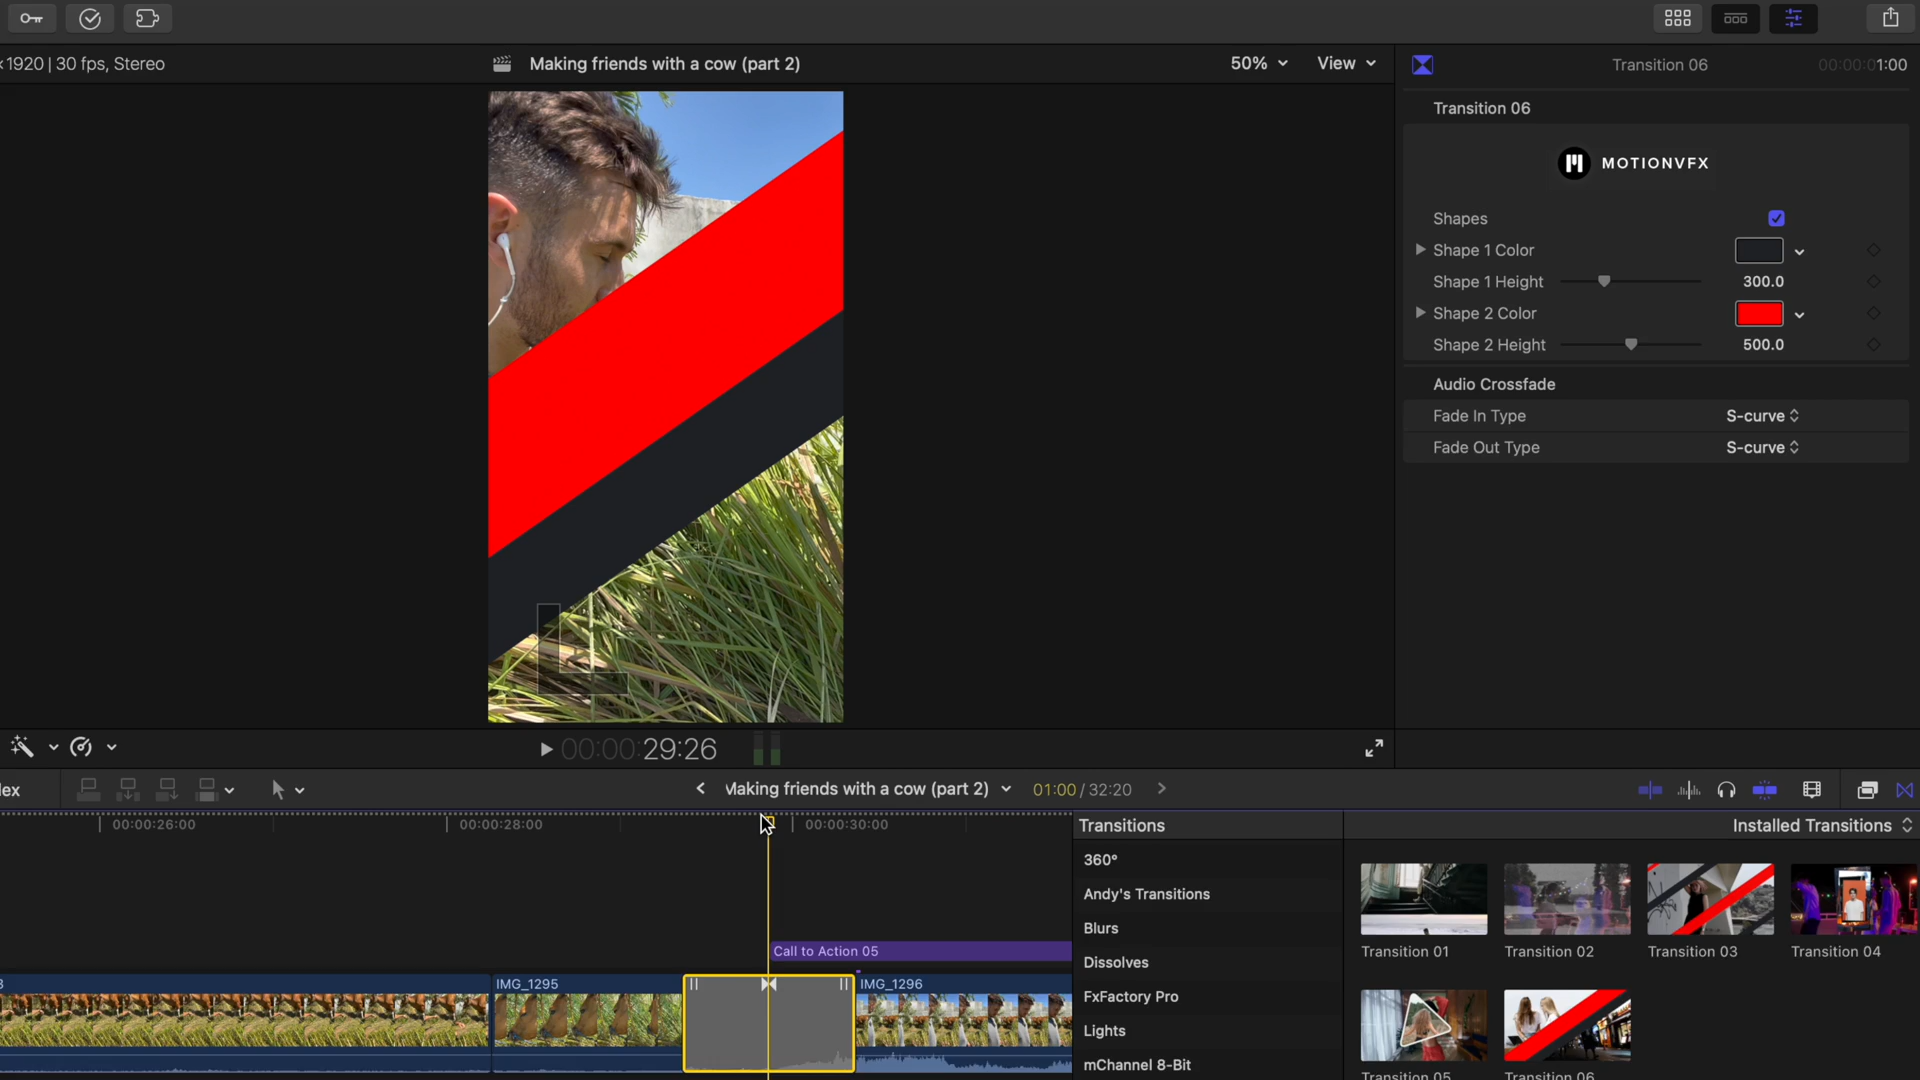 1920 | 30 fps, Stereo
Making friends with a cow (part 2)
50%
View
Transition 06
00:00:01:00
Transition 06
MOTIONVFX
Shapes
Shape 1 Color
Shape 1 Height
300.0
Shape 2 Color
Shape 2 Height
500.0
Audio Crossfade
Fade In Type
S-curve
Fade Out Type
S-curve
00:00:29:26
ex
Making friends with a cow (part 2)
01:00 / 32:20
00:00:26:00
00:00:28:00
00:00:30:00
Call to Action 05
3
IMG_1295
IMG_1296
Transitions
360°
Andy's Transitions
Blurs
Dissolves
FxFactory Pro
Lights
mChannel 8-Bit
Installed Transitions
Transition 01
Transition 02
Transition 03
Transition 04
Transition 05
Transition 06